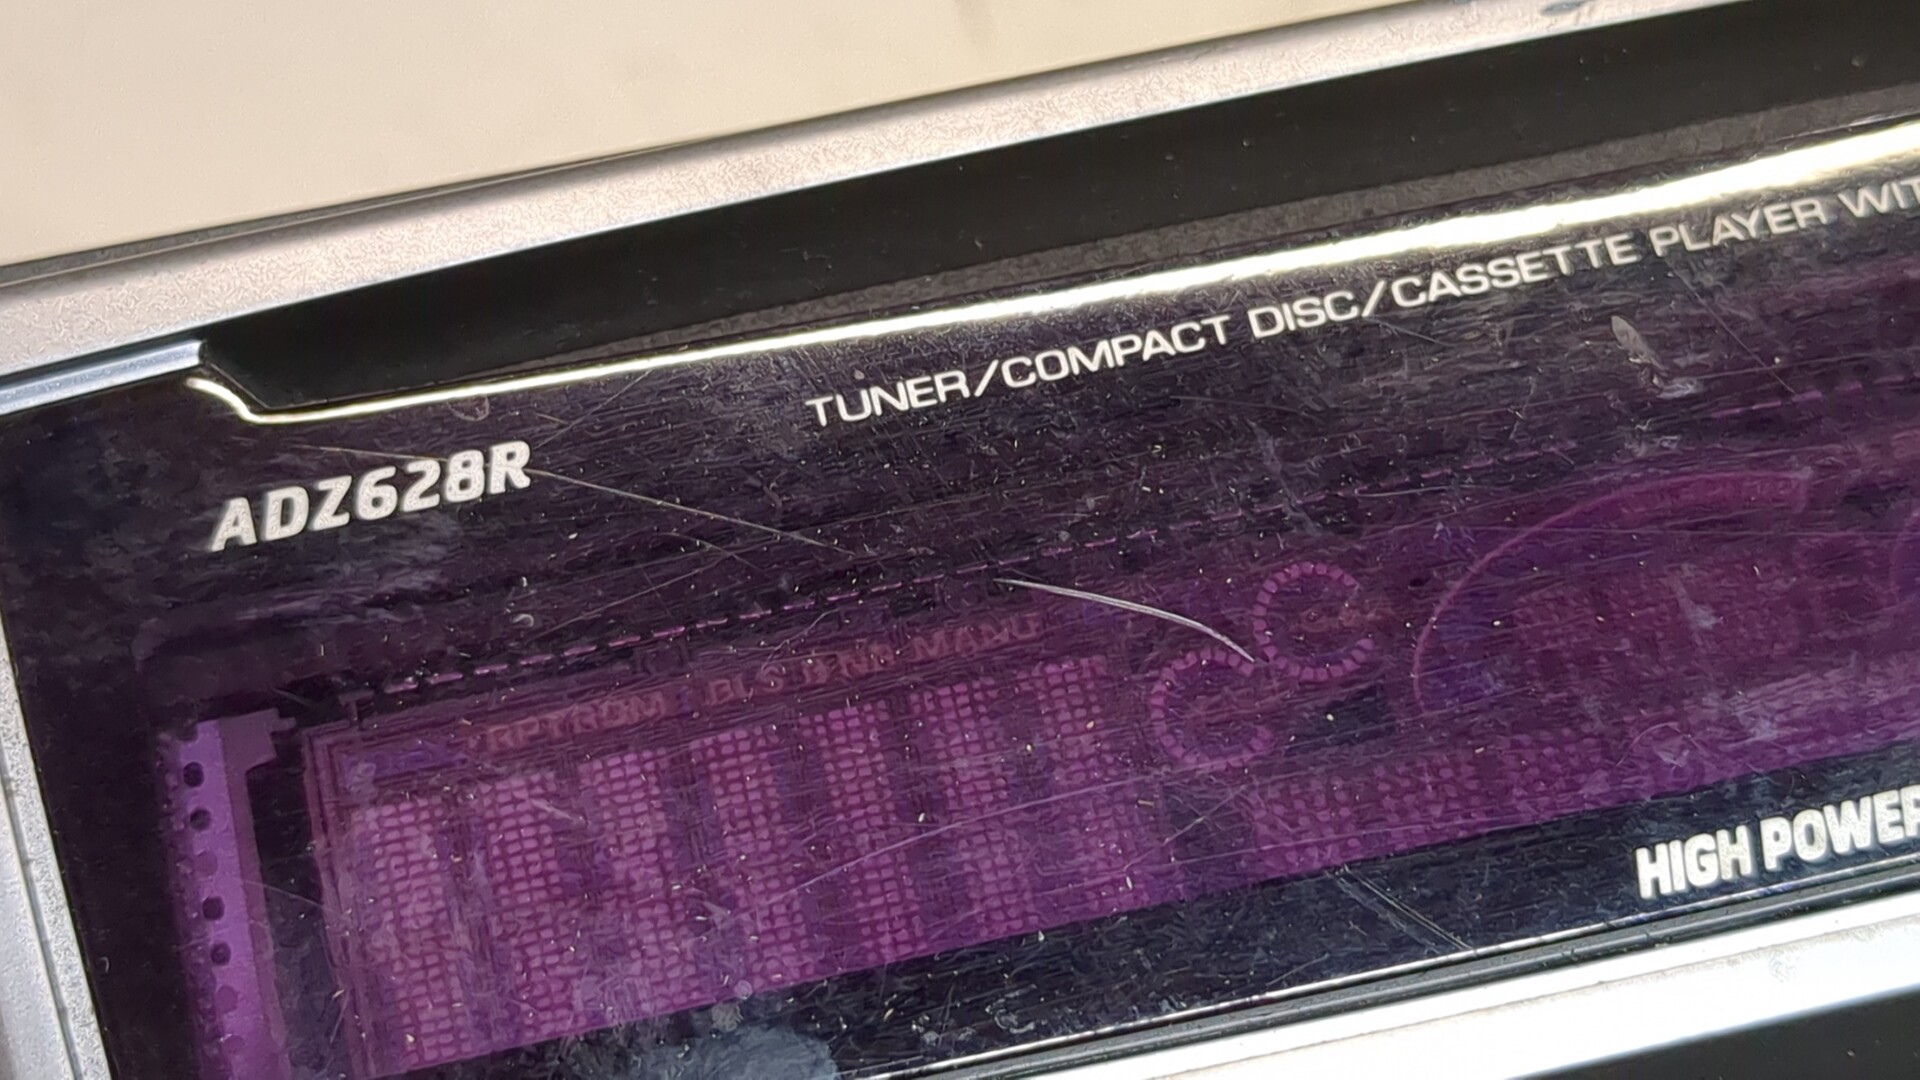 TUNER/COMPACT DISC/CASSETTE PLAYER WIT
ADZ628R
HIGH POWER